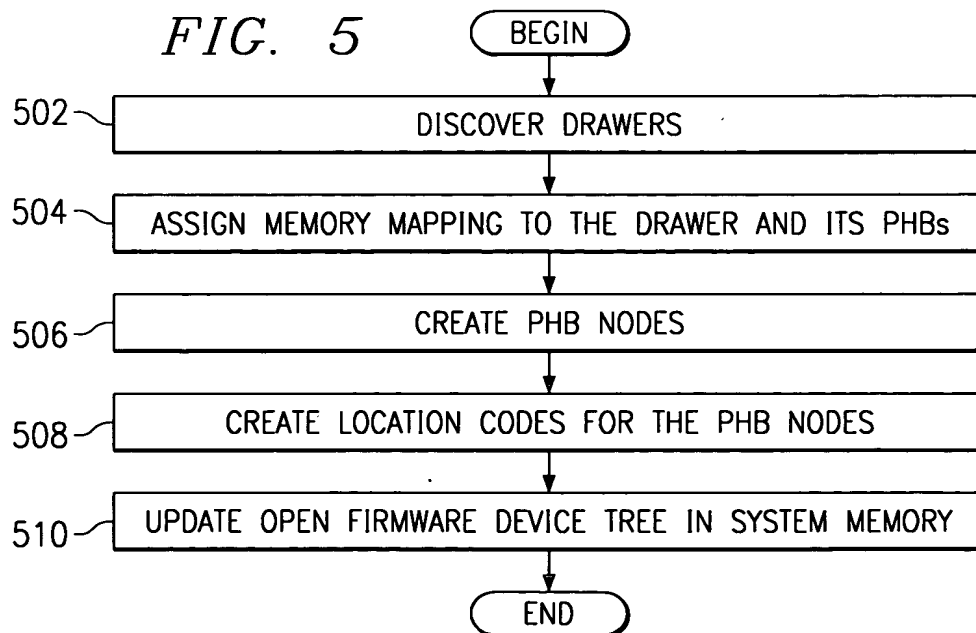 FIG. 5
BEGIN
502
DISCOVER DRAWERS
504
ASSIGN MEMORY MAPPING TO THE DRAWER AND ITS PHBs
506
CREATE PHB NODES
508
CREATE LOCATION CODES FOR THE PHB NODES
510
UPDATE OPEN FIRMWARE DEVICE TREE IN SYSTEM MEMORY
END